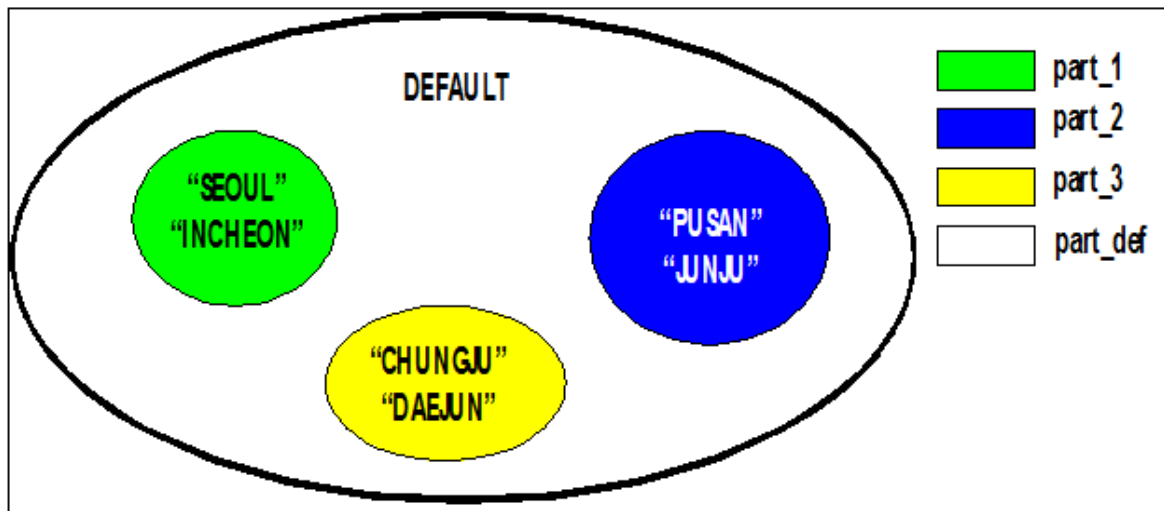 DEFAULT
“SEOUL”
“INCHEON”
“PUSAN”
“JUNJU”
“CHUNGJU”
“DAEJUN”
part_1
part_2
part_3
part_def